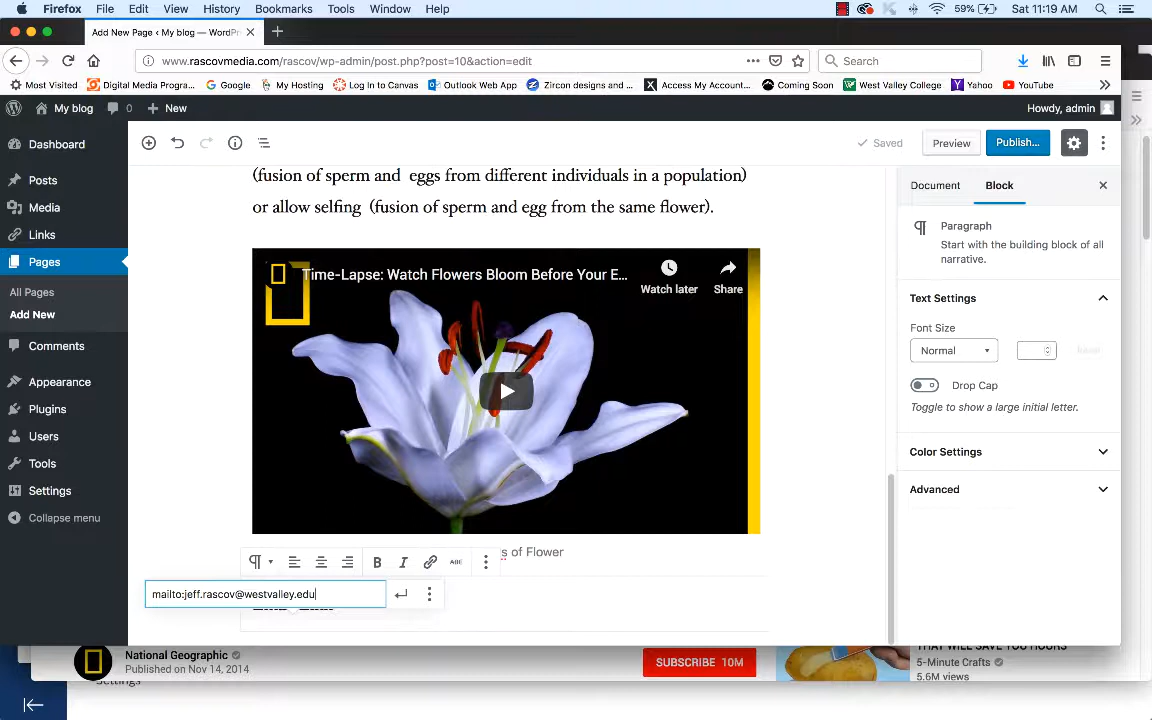 Firefox File Edit View History Bookmarks Tools Window Help 59% Sat 11:19 AM
Add New Page ‹ My blog — WordPr
www.rascovmedia.com/rascov/wp-admin/post.php?post=10&action=edit Search
Most Visited Digital Media Progra... Google My Hosting Log In to Canvas Outlook Web App Zircon designs and ... Access My Account... Coming Soon West Valley College Yahoo YouTube
My blog 0 New Howdy, admin
Dashboard
Posts
Media
Links
Pages
All Pages
Add New
Comments
Appearance
Plugins
Users
Tools
Settings
Collapse menu
Saved Preview Publish...
(fusion of sperm and eggs from different individuals in a population)
or allow selfing (fusion of sperm and egg from the same flower).
Time-Lapse: Watch Flowers Bloom Before Your E...
Watch later Share
s of Flower
B I ABC
mailto:jeff.rascov@westvalley.edu
Document Block
Paragraph
Start with the building block of all
narrative.
Text Settings
Font Size
Normal
Drop Cap
Toggle to show a large initial letter.
Color Settings
Advanced
National Geographic
Published on Nov 14, 2014
SUBSCRIBE 10M
THAT WILL SAVE YOU HOURS
5-Minute Crafts
5.6M views
Settings